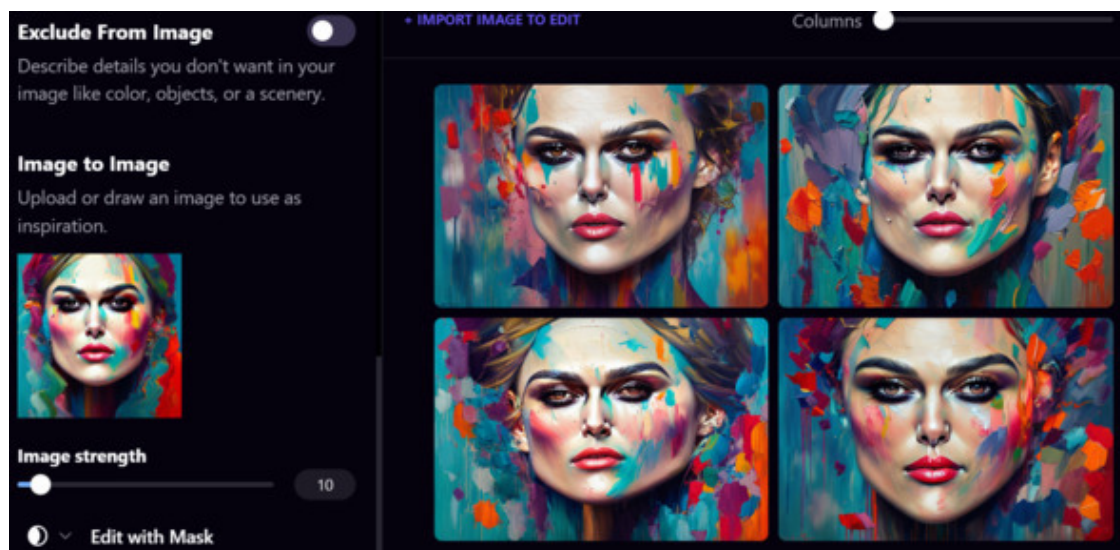 Exclude From Image
Describe details you don't want in your
image like color, objects, or a scenery.
Image to Image
Upload or draw an image to use as
inspiration.
Image strength
10
Edit with Mask
+ IMPORT IMAGE TO EDIT
Columns